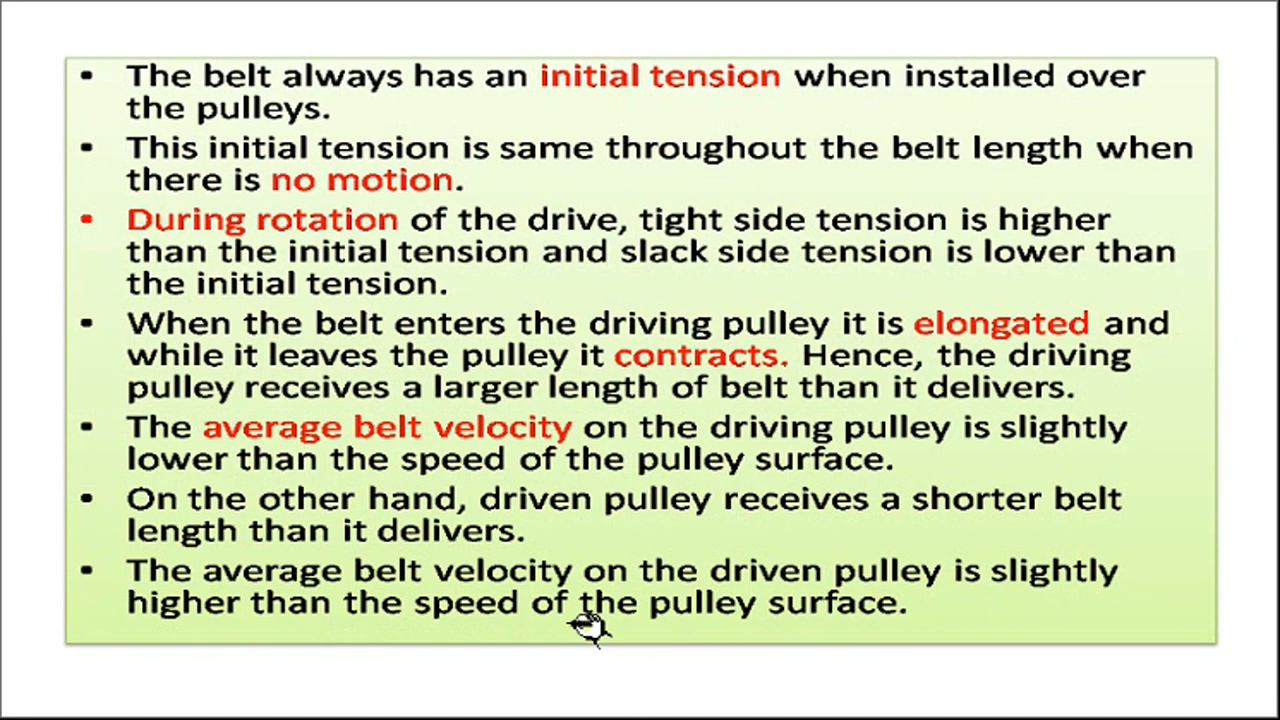 • The belt always has an initial tension when installed over
the pulleys.
• This initial tension is same throughout the belt length when
there is no motion.
• During rotation of the drive, tight side tension is higher
than the initial tension and slack side tension is lower than
the initial tension.
• When the belt enters the driving pulley it is elongated and
while it leaves the pulley it contracts. Hence, the driving
pulley receives a larger length of belt than it delivers.
• The average belt velocity on the driving pulley is slightly
lower than the speed of the pulley surface.
• On the other hand, driven pulley receives a shorter belt
length than it delivers.
• The average belt velocity on the driven pulley is slightly
higher than the speed of the pulley surface.